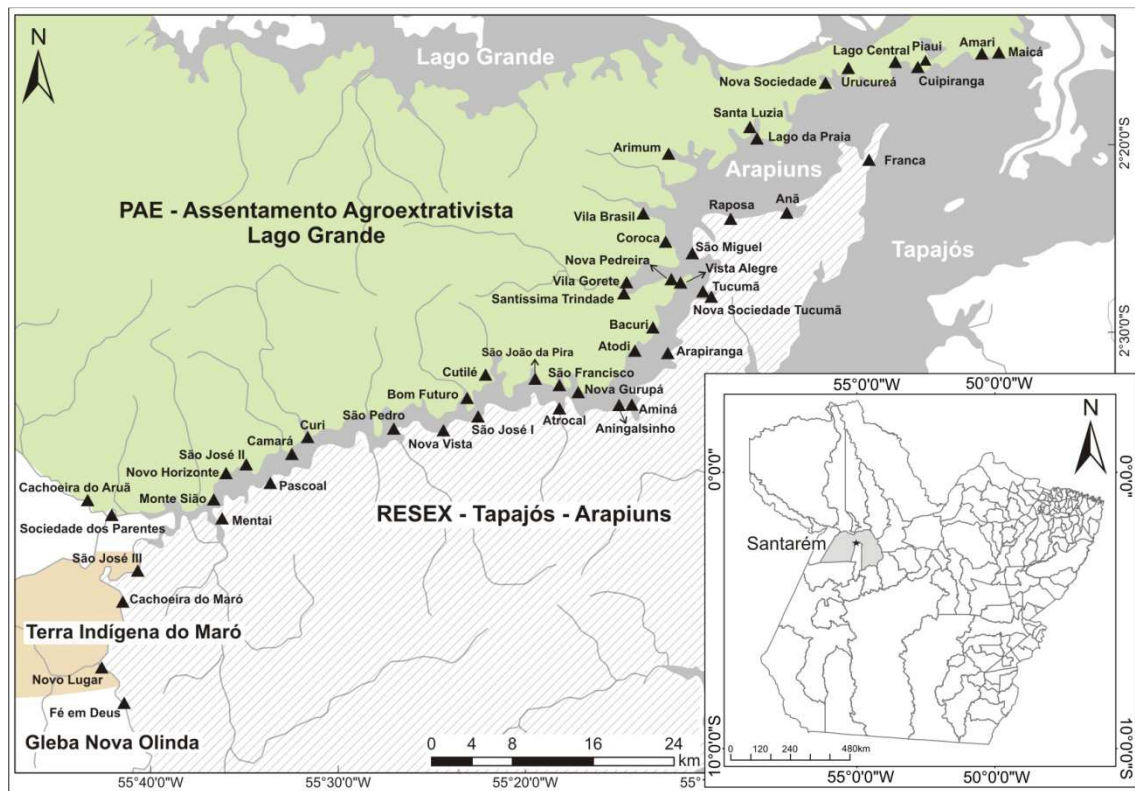 N
Lago Grande
Lago Central
Piaui
Amari
Maicá
Nova Sociedade
Urucureá
Cuipiranga
Santa Luzia
Lago da Praia
Arimum
Arapiuns
Franca
2°20'0"S
PAE - Assentamento Agroextrativista
Lago Grande
Vila Brasil
Raposa
Anã
Coroca
São Miguel
Tapajós
Nova Pedreira
Vista Alegre
Vila Gorete
Tucumã
Santissima Trindade
Nova Sociedade Tucumã
Bacuri
2°30'0"S
Atodi
Arapiranga
São João da Pira
Cutilé
São Francisco
Bom Futuro
Nova Gurupá
São Pedro
São José I
Atrocal
Aminá
Aningalsinho
Curi
Nova Vista
Camará
São José II
Novo Horizonte
Pascoal
Cachoeira do Aruã
Monte Sião
Sociedade dos Parentes
Mentai
RESEX - Tapajós - Arapiuns
São José III
Cachoeira do Maró
Terra Indígena do Maró
Novo Lugar
Fé em Deus
Gleba Nova Olinda
0 4 8 16 24
km
55°40'0"W
55°30'0"W
55°20'0"W
55°1
55°0'0"W
50°0'0"W
N
0°0'0"
0°0'0"
Santarém
10°0'0"S
10°0'0"S
0 120 240 480km
55°0'0"W
50°0'0"W